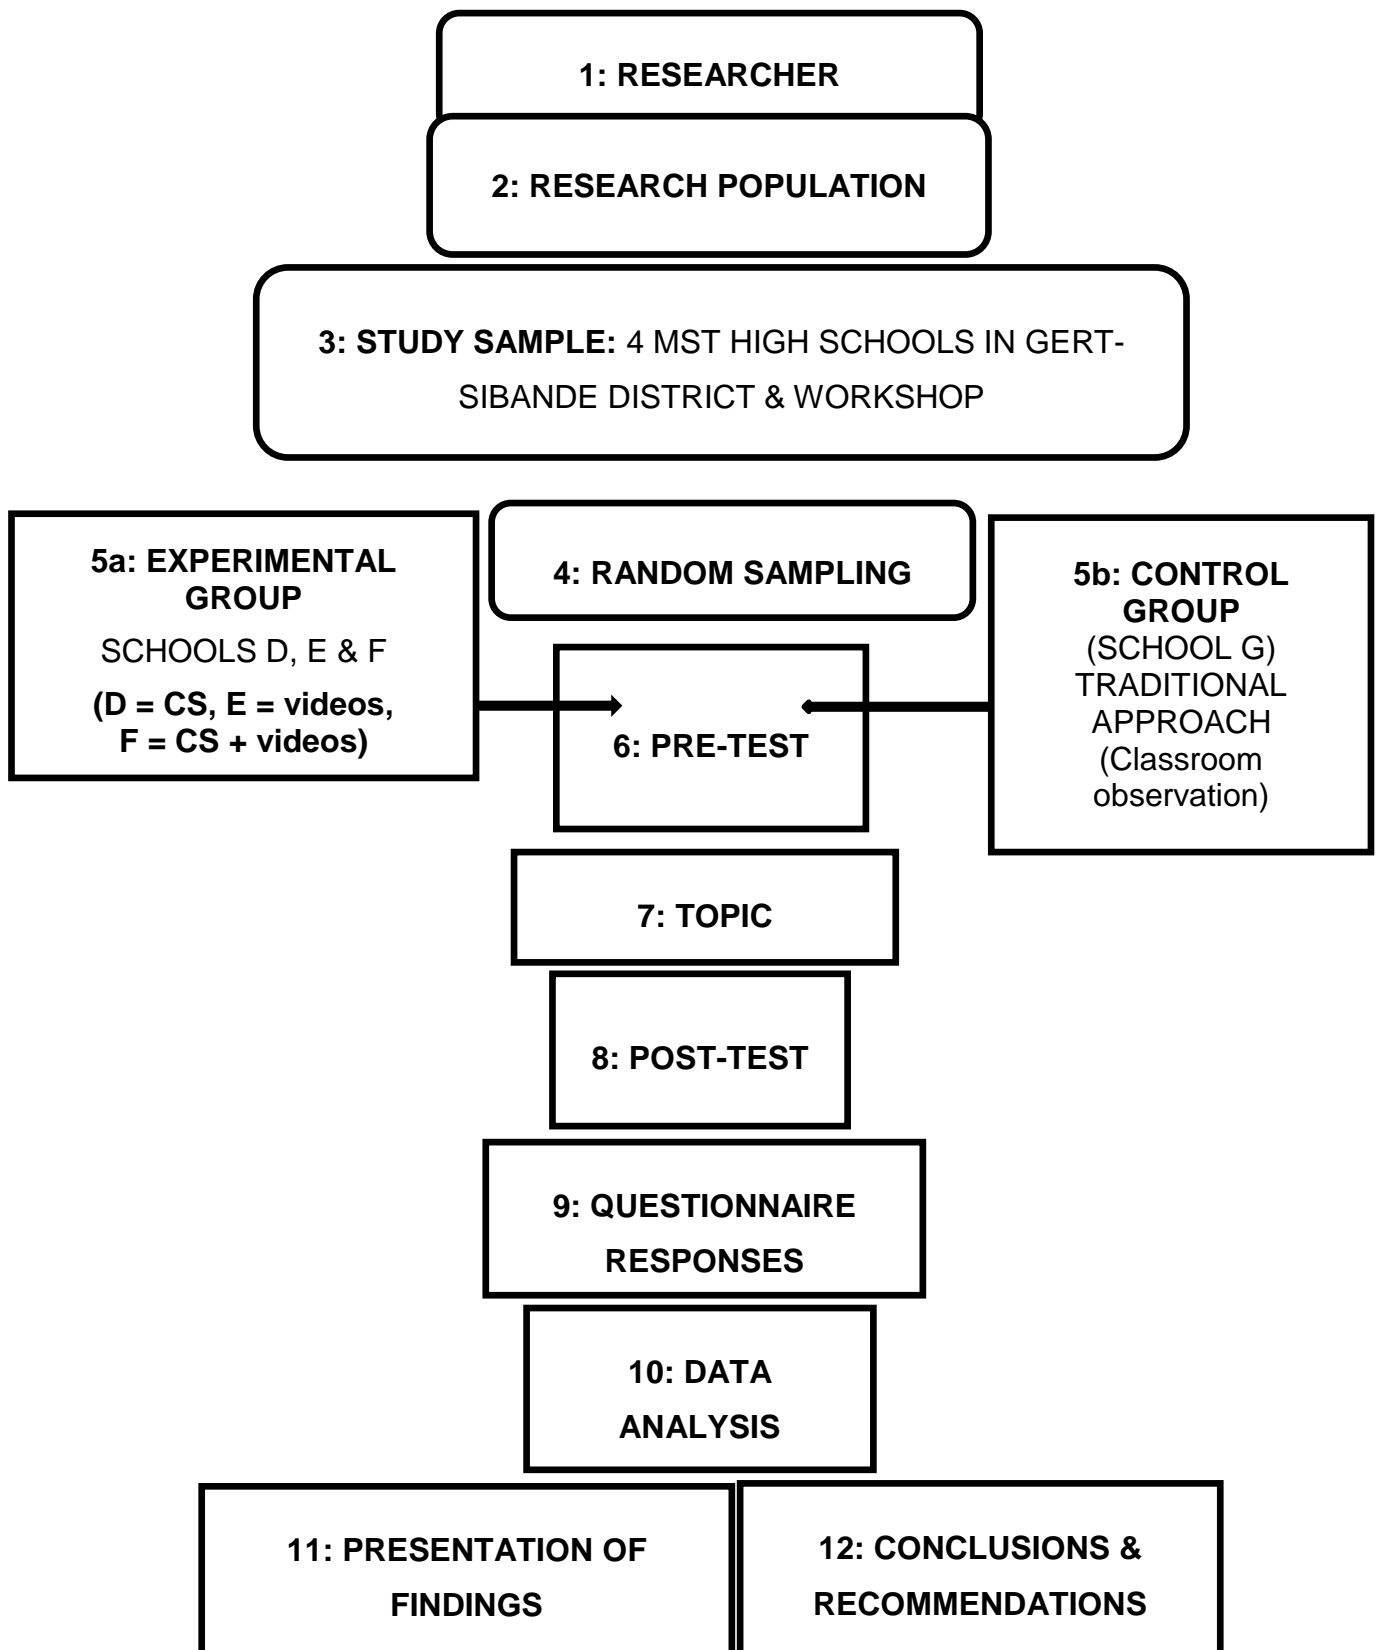 1: RESEARCHER
2: RESEARCH POPULATION
3: STUDY SAMPLE: 4 MST HIGH SCHOOLS IN GERT-
SIBANDE DISTRICT & WORKSHOP
4: RANDOM SAMPLING
5a: EXPERIMENTAL
GROUP
SCHOOLS D, E & F
(D = CS, E = videos,
F = CS + videos)
5b: CONTROL
GROUP
(SCHOOL G)
TRADITIONAL
APPROACH
(Classroom
observation)
6: PRE-TEST
7: TOPIC
8: POST-TEST
9: QUESTIONNAIRE
RESPONSES
10: DATA
ANALYSIS
11: PRESENTATION OF
FINDINGS
12: CONCLUSIONS &
RECOMMENDATIONS